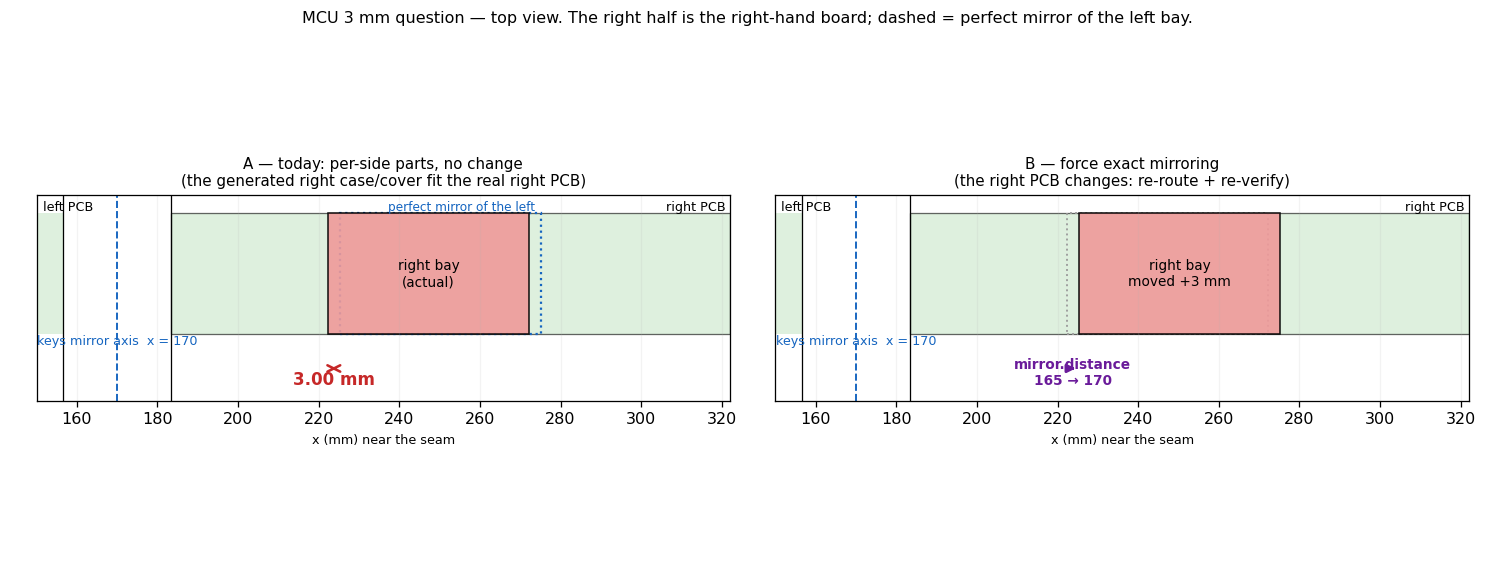 MCU 3 mm question — top view. The right half is the right-hand board; dashed = perfect mirror of the left bay.
A — today: per-side parts, no change
(the generated right case/cover fit the real right PCB)
left PCB
perfect mirror of the left
right PCB
right bay
(actual)
keys mirror axis  x = 170
3.00 mm
160 180 200 220 240 260 280 300 320
x (mm) near the seam
B — force exact mirroring
(the right PCB changes: re-route + re-verify)
left PCB
right PCB
right bay
moved +3 mm
keys mirror axis  x = 170
mirror.distance
165 → 170
160 180 200 220 240 260 280 300 320
x (mm) near the seam